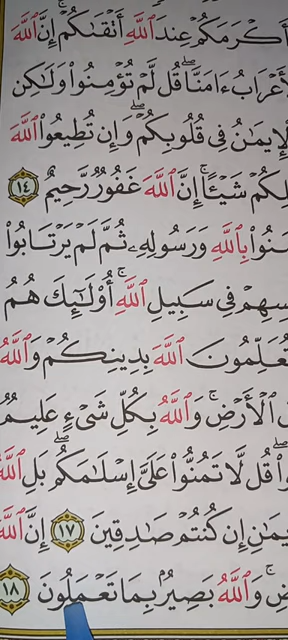 أَكْرَمَكُمْ عِندَ ٱللَّهِ أَتْقَىٰكُمْ إِنَّ ٱللَّهَ
لْأَعْرَابُ ءَامَنَّا قُل لَّمْ تُؤْمِنُوا۟ وَلَـٰكِن
لْإِيمَـٰنُ فِى قُلُوبِكُمْ وَإِن تُطِيعُوا۟ ٱللَّهَ
لِكُمْ شَيْـًٔا إِنَّ ٱللَّهَ غَفُورٌ رَّحِيمٌ ١٤
مَنُوا۟ بِٱللَّهِ وَرَسُولِهِۦ ثُمَّ لَمْ يَرْتَابُوا۟
سِهِمْ فِى سَبِيلِ ٱللَّهِ أُو۟لَـٰٓئِكَ هُمُ
تُعَلِّمُونَ ٱللَّهَ بِدِينِكُمْ وَٱللَّهُ
ٱلْأَرْضِ وَٱللَّهُ بِكُلِّ شَىْءٍ عَلِيمٌ
وا۟ قُل لَّا تَمُنُّوا۟ عَلَىَّ إِسْلَـٰمَكُم بَلِ ٱللَّهُ
يمَـٰنِ إِن كُنتُمْ صَـٰدِقِينَ ١٧ إِنَّ ٱللَّهَ
ضِ وَٱللَّهُ بَصِيرٌۢ بِمَا تَعْمَلُونَ ١٨